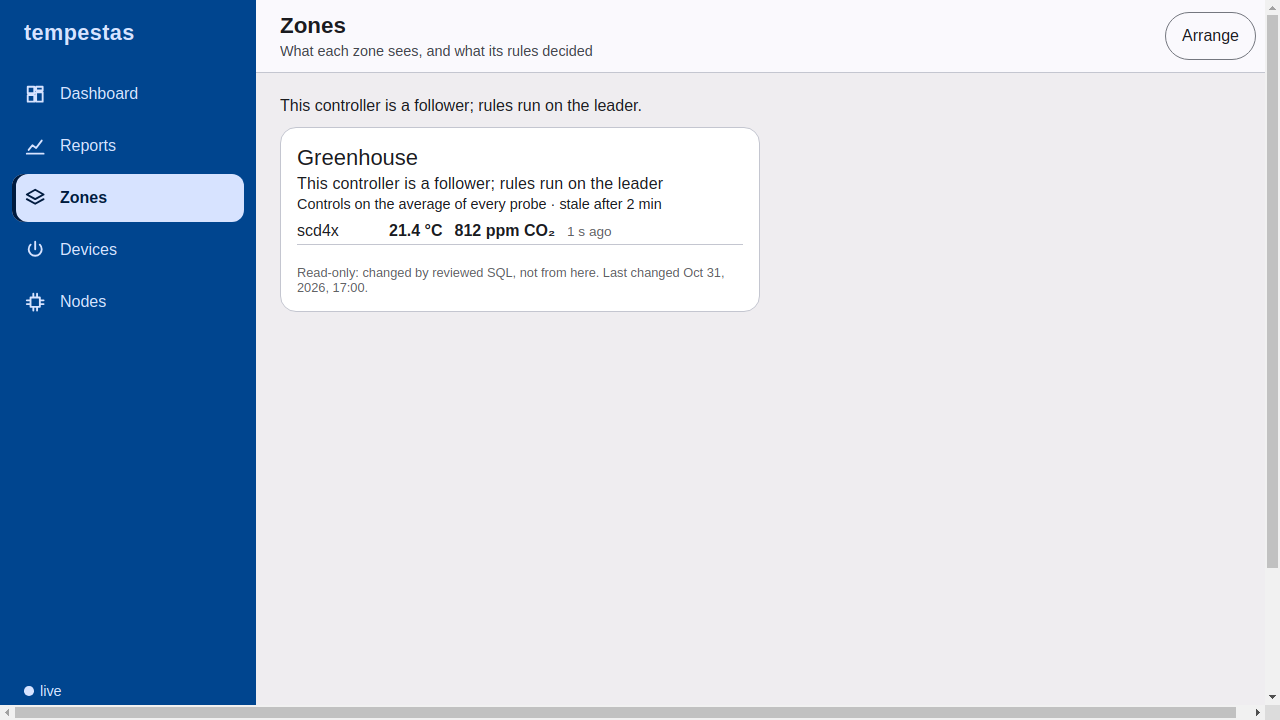 tempestas
Dashboard
Reports
Zones
Devices
Nodes
live
Zones
What each zone sees, and what its rules decided
Arrange
This controller is a follower; rules run on the leader.
Greenhouse
This controller is a follower; rules run on the leader
Controls on the average of every probe · stale after 2 min
scd4x 21.4 °C 812 ppm CO₂ 1 s ago
Read-only: changed by reviewed SQL, not from here. Last changed Oct 31,
2026, 17:00.